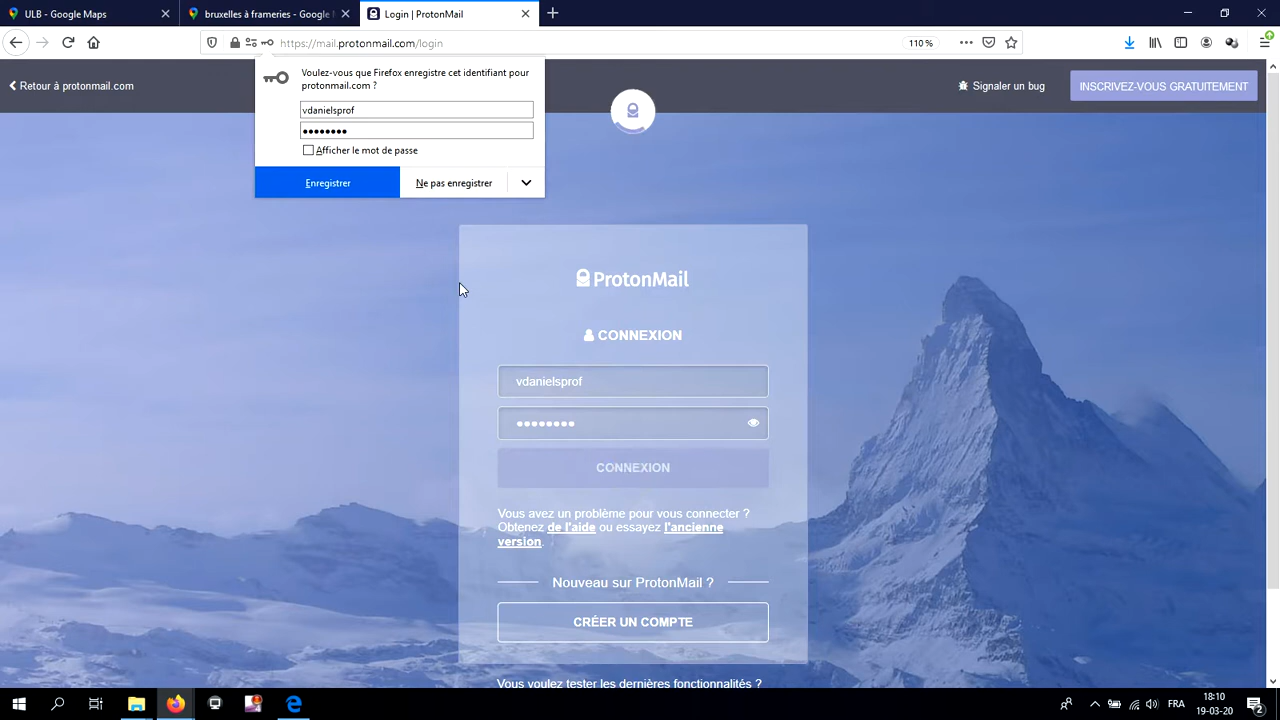 ULB - Google Maps
bruxelles à frameries - Google M
Login | ProtonMail
https://mail.protonmail.com/login
110 %
Retour à protonmail.com
Voulez-vous que Firefox enregistre cet identifiant pour
protonmail.com ?
vdanielsprof
Afficher le mot de passe
Enregistrer
Ne pas enregistrer
Signaler un bug
INSCRIVEZ-VOUS GRATUITEMENT
ProtonMail
CONNEXION
vdanielsprof
CONNEXION
Vous avez un problème pour vous connecter ?
Obtenez de l'aide ou essayez l'ancienne
version.
Nouveau sur ProtonMail ?
CRÉER UN COMPTE
Vous voulez tester les dernières fonctionnalités ?
FRA
18:10
19-03-20
2